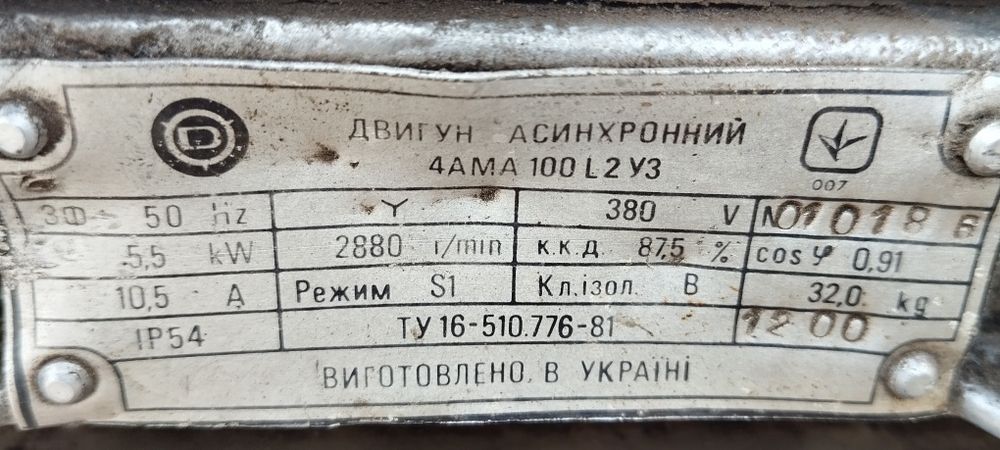 D
ДВИГУН АСИНХРОННИЙ
4АМА 100 L 2 У3
007
3Ф 50 Hz Y 380 V №01018 6
5,5 kW 2880 r/min К.К.Д. 87,5 % cos φ 0,91
10,5 А Режим S1 Кл.ізол. В 32,0 kg
IP54 ТУ 16-510.776-81 1200
ВИГОТОВЛЕНО В УКРАЇНІ